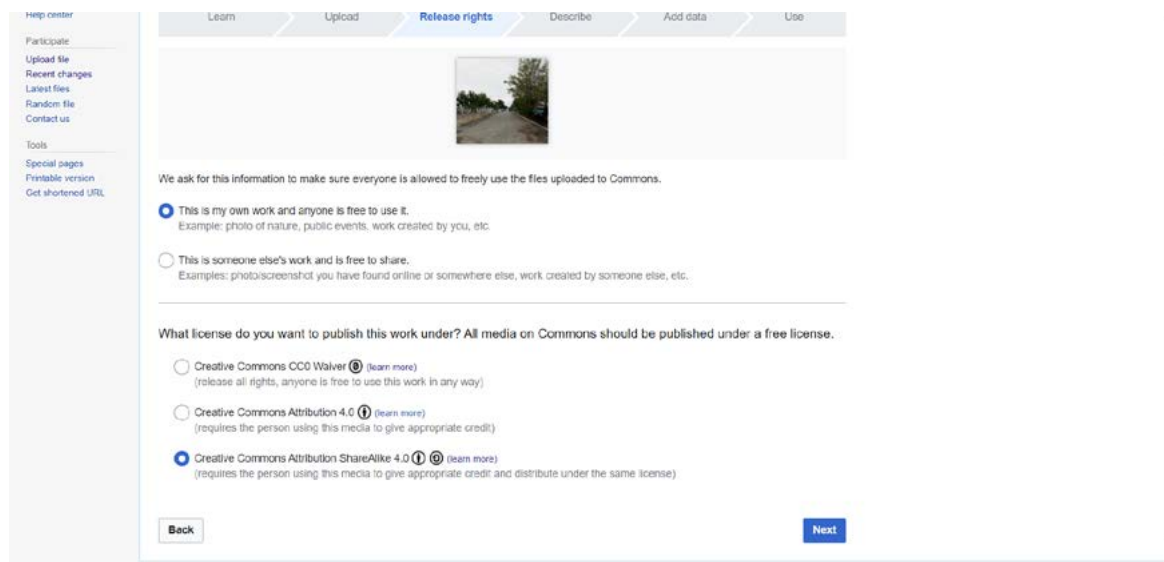 Help center
Participate
Upload file
Recent changes
Latest files
Random file
Contact us
Tools
Special pages
Printable version
Get shortened URL
Learn Upload Release rights Describe Add data Use
We ask for this information to make sure everyone is allowed to freely use the files uploaded to Commons.
This is my own work and anyone is free to use it.
Example: photo of nature, public events, work created by you, etc.
This is someone else's work and is free to share.
Examples: photo/screenshot you have found online or somewhere else, work created by someone else, etc.
What license do you want to publish this work under? All media on Commons should be published under a free license.
Creative Commons CC0 Waiver (learn more)
(release all rights, anyone is free to use this work in any way)
Creative Commons Attribution 4.0 (learn more)
(requires the person using this media to give appropriate credit)
Creative Commons Attribution ShareAlike 4.0 (learn more)
(requires the person using this media to give appropriate credit and distribute under the same license)
Back Next